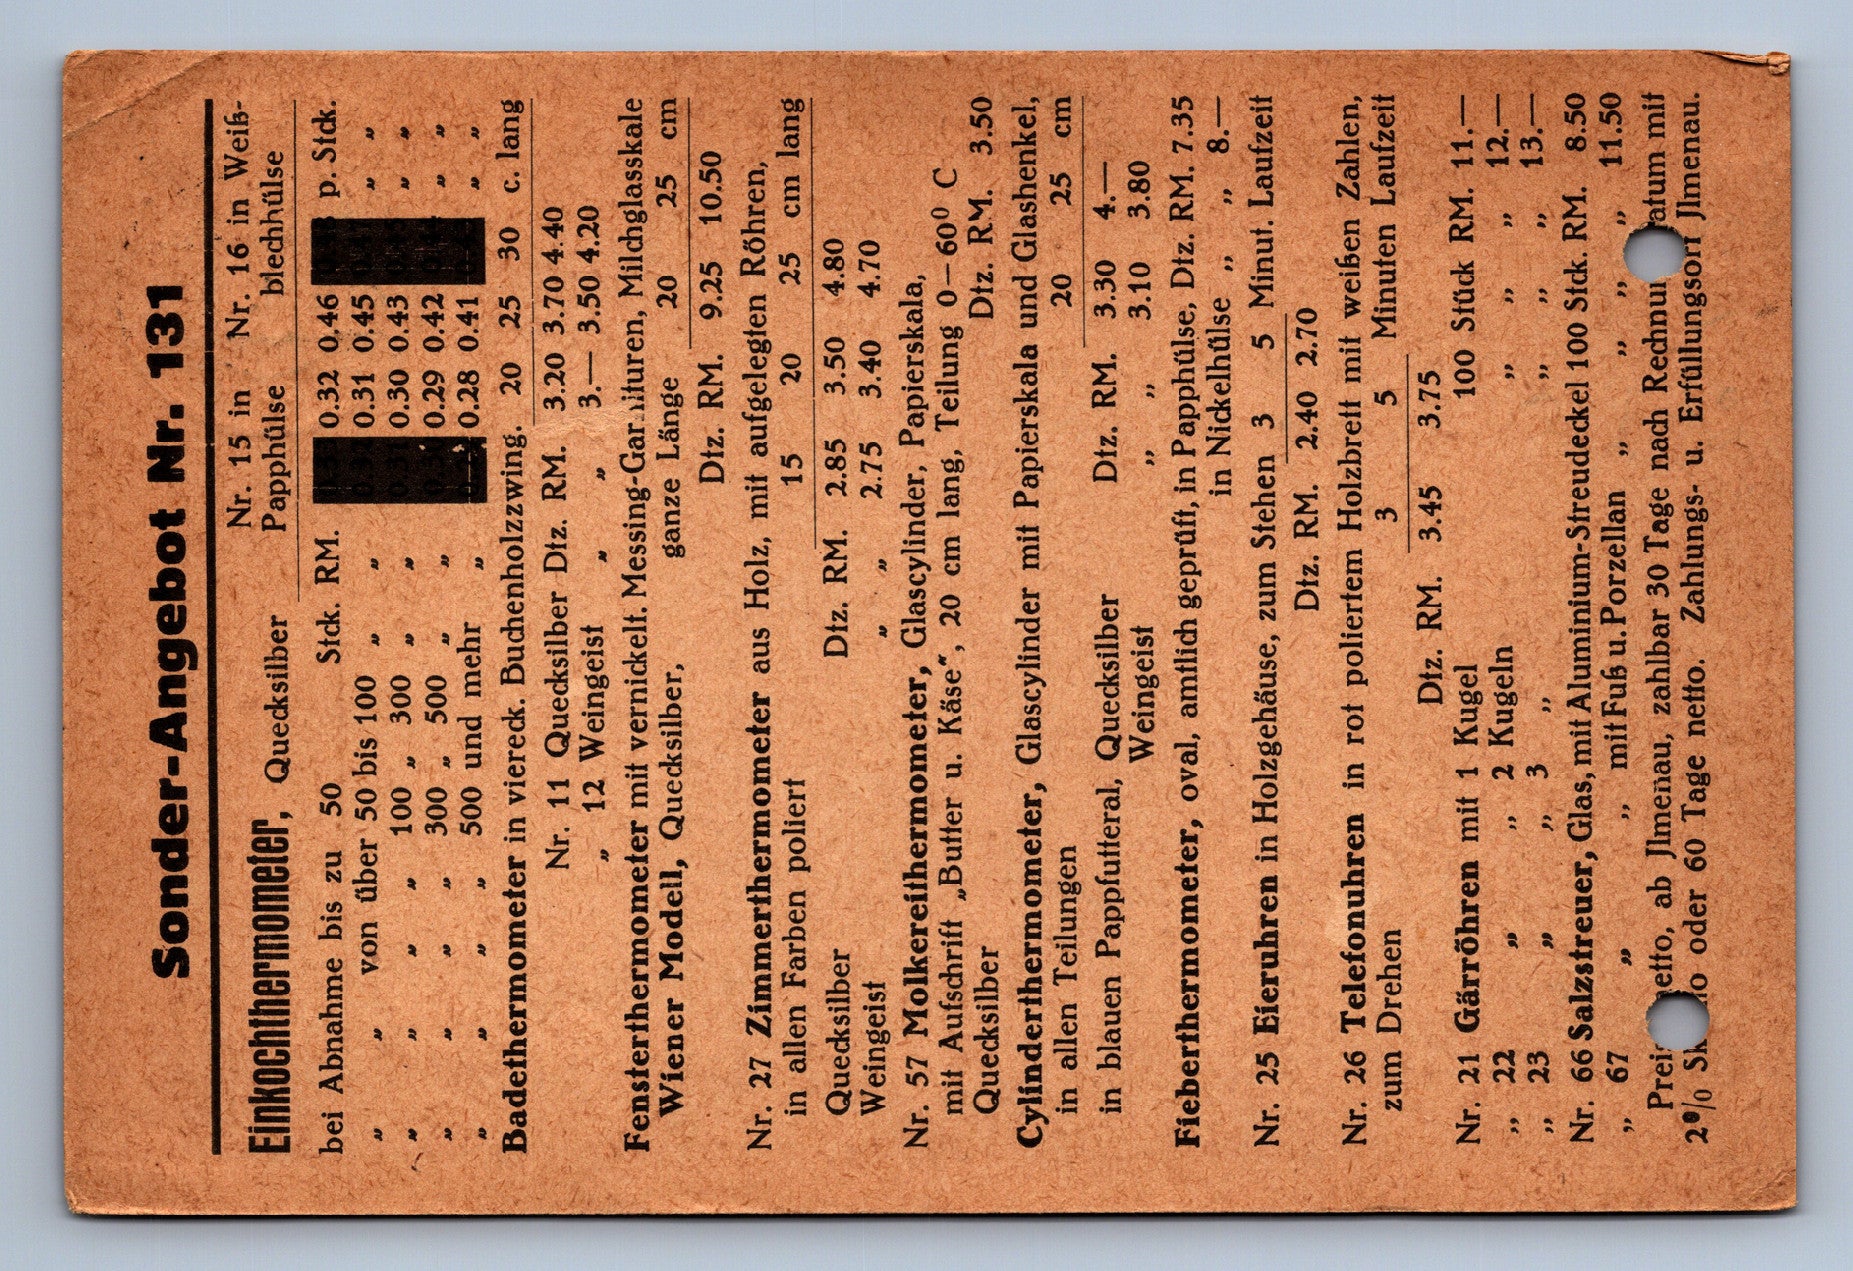 Sonder-Angebot Nr. 131
Nr. 15 in Nr. 16 in Weiß-
Einkochthermometer, Quecksilber Papphülse blechhülse
bei Abnahme bis zu 50 Stck. RM. 0.32 0.46 p. Stck.
„ „ von über 50 bis 100 „ „ 0.31 0.45 „ „
„ „ „ „ 100 „ 300 „ „ 0.30 0.43 „ „
„ „ „ „ 300 „ 500 „ „ 0.29 0.42 „ „
„ „ „ „ 500 und mehr „ 0.28 0.41 „ „
Badethermometer in viereck. Buchenholzzwing. 20 25 30 c. lang
Nr. 11 Quecksilber Dtz. RM. 3.20 3.70 4.40
„ 12 Weingeist „ „ 3.— 3.50 4.20
Fensterthermometer mit vernickelt. Messing-Garnituren, Milchglasskale
Wiener Modell, Quecksilber, ganze Länge 20 25 cm
Dtz. RM. 9.25 10.50
Nr. 27 Zimmerthermometer aus Holz, mit aufgelegten Röhren,
in allen Farben poliert 15 20 25 cm lang
Quecksilber Dtz. RM. 2.85 3.50 4.80
Weingeist „ „ 2.75 3.40 4.70
Nr. 57 Molkereithermometer, Glascylinder, Papierskala,
mit Aufsdrift „Butter u. Käse“, 20 cm lang, Teilung 0—60⁰ C
Quecksilber Dtz. RM. 3.50
Cylinderthermometer, Glascylinder mit Papierskala und Glashenkel,
in allen Teilungen 20 25 cm
in blauen Pappfutteral, Quecksilber Dtz. RM. 3.30 4.—
Weingeist „ „ 3.10 3.80
Fieberthermometer, oval, amtlich geprüft, in Papphülse, Dtz. RM. 7.35
in Nickelhülse „ „ 8.—
Nr. 25 Eieruhren in Holzgehäuse, zum Stehen 3 5 Minut. Laufzeit
Dtz. RM. 2.40 2.70
Nr. 26 Telefonuhren in rot poliertem Holzbrett mit weißen Zahlen,
zum Drehen 3 5 Minuten Laufzeit
Dtz. RM. 3.45 3.75
Nr. 21 Gärröhren mit 1 Kugel 100 Stück RM. 11.—
„ 22 „ „ 2 Kugeln „ „ „ 12.—
„ 23 „ „ 3 „ „ „ „ 13.—
Nr. 66 Salzstreuer, Glas, mit Aluminium-Streudeckel 100 Stk. RM. 8.50
„ 67 „ „ mit Fuß u. Porzellan „ „ „ „ 11.50
ab Jlmenau, zahlbar 30 Tage nach mit
2% oder 60 Tage netto. Zahlungs- u. Erfüllungsort Jlmenau.